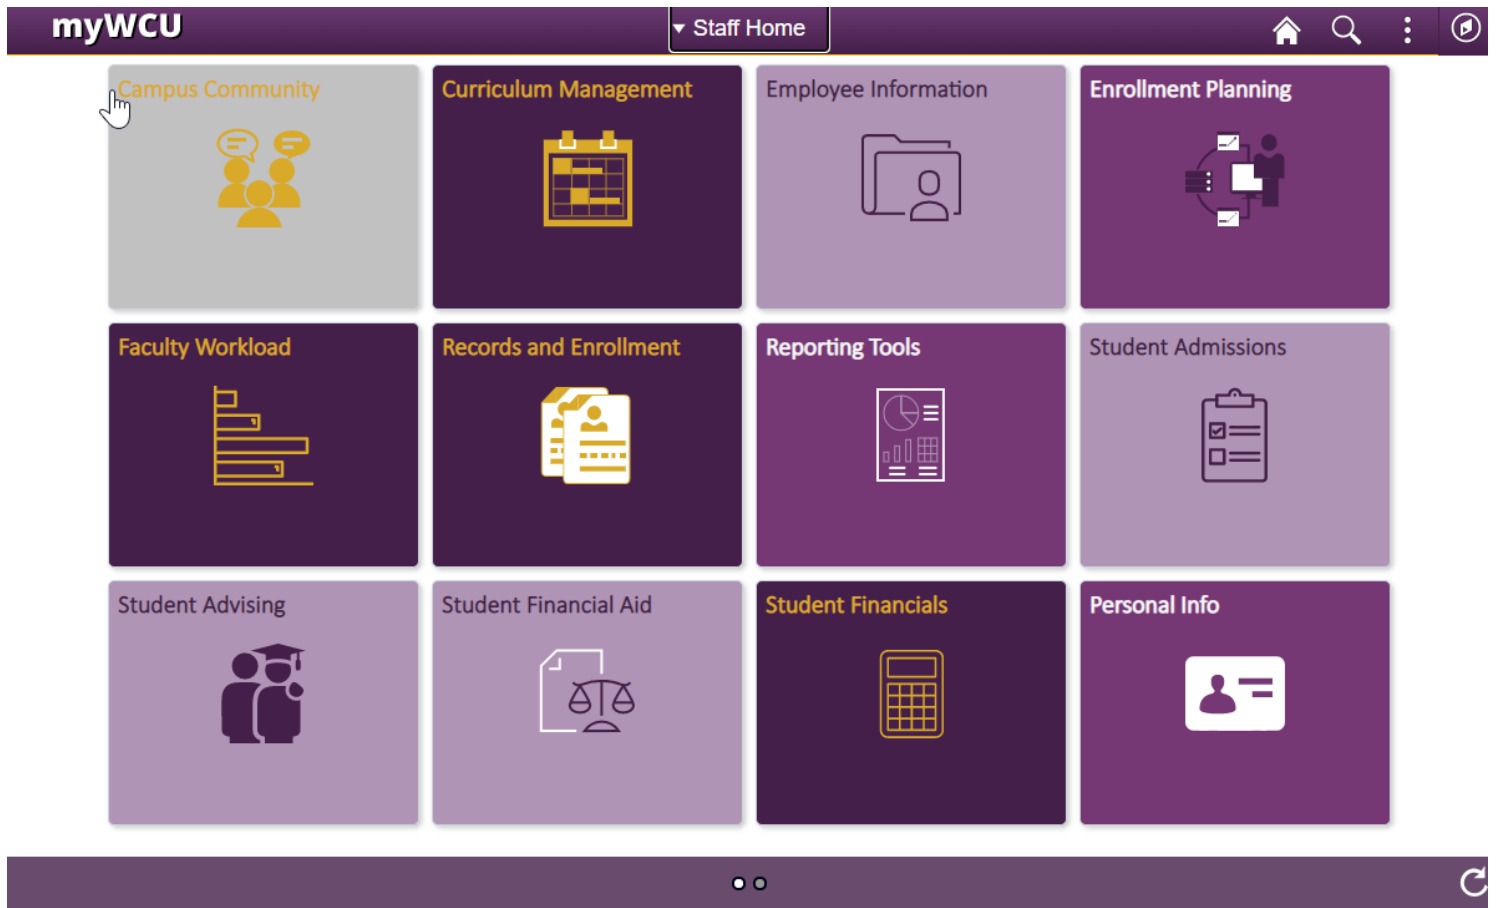 myWCU
Staff Home
Campus Community
Curriculum Management
Employee Information
Enrollment Planning
Faculty Workload
Records and Enrollment
Reporting Tools
Student Admissions
Student Advising
Student Financial Aid
Student Financials
Personal Info